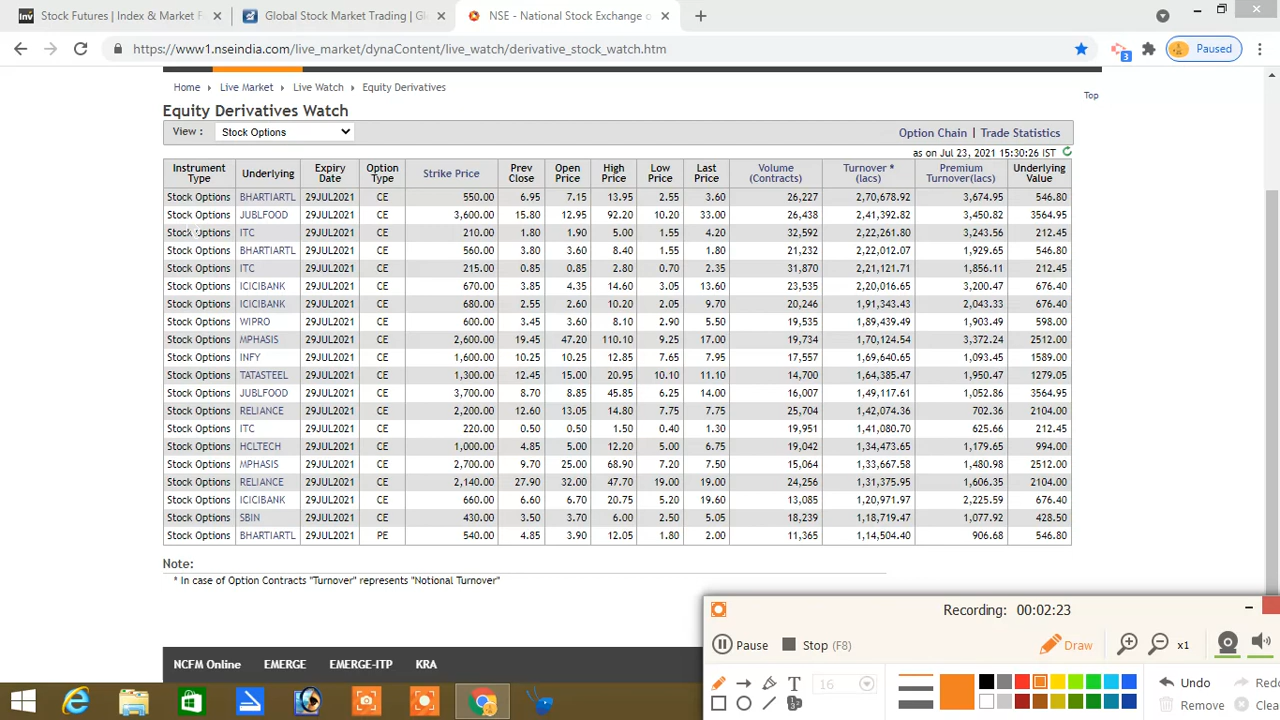 Stock Futures | Index & Market F
Global Stock Market Trading | Gl
NSE - National Stock Exchange o
https://www1.nseindia.com/live_market/dynaContent/live_watch/derivative_stock_watch.htm
3
Paused
Home Live Market Live Watch Equity Derivatives
Top
Equity Derivatives Watch
View : Stock Options
Option Chain | Trade Statistics
as on Jul 23, 2021 15:30:26 IST
Instrument Type Underlying Expiry Date Option Type Strike Price Prev Close Open Price High Price Low Price Last Price Volume (Contracts) Turnover * (lacs) Premium Turnover(lacs) Underlying Value
Stock Options BHARTIARTL 29JUL2021 CE 550.00 6.95 7.15 13.95 2.55 3.60 26,227 2,70,678.92 3,674.95 546.80
Stock Options JUBLFOOD 29JUL2021 CE 3,600.00 15.80 12.95 92.20 10.20 33.00 26,438 2,41,392.82 3,450.82 3564.95
Stock Options ITC 29JUL2021 CE 210.00 1.80 1.90 5.00 1.55 4.20 32,592 2,22,261.80 3,243.56 212.45
Stock Options BHARTIARTL 29JUL2021 CE 560.00 3.80 3.60 8.40 1.55 1.80 21,232 2,22,012.07 1,929.65 546.80
Stock Options ITC 29JUL2021 CE 215.00 0.85 0.85 2.80 0.70 2.35 31,870 2,21,121.71 1,856.11 212.45
Stock Options ICICIBANK 29JUL2021 CE 670.00 3.85 4.35 14.60 3.05 13.60 23,535 2,20,016.65 3,200.47 676.40
Stock Options ICICIBANK 29JUL2021 CE 680.00 2.55 2.60 10.20 2.05 9.70 20,246 1,91,343.43 2,043.33 676.40
Stock Options WIPRO 29JUL2021 CE 600.00 3.45 3.60 8.10 2.90 5.50 19,535 1,89,439.49 1,903.49 598.00
Stock Options MPHASIS 29JUL2021 CE 2,600.00 19.45 47.20 110.10 9.25 17.00 19,734 1,70,124.54 3,372.24 2512.00
Stock Options INFY 29JUL2021 CE 1,600.00 10.25 10.25 12.85 7.65 7.95 17,557 1,69,640.65 1,093.45 1589.00
Stock Options TATASTEEL 29JUL2021 CE 1,300.00 12.45 15.00 20.95 10.10 11.10 14,700 1,64,385.47 1,950.47 1279.05
Stock Options JUBLFOOD 29JUL2021 CE 3,700.00 8.70 8.85 45.85 6.25 14.00 16,007 1,49,117.61 1,052.86 3564.95
Stock Options RELIANCE 29JUL2021 CE 2,200.00 12.60 13.05 14.80 7.75 7.75 25,704 1,42,074.36 702.36 2104.00
Stock Options ITC 29JUL2021 CE 220.00 0.50 0.50 1.50 0.40 1.30 19,951 1,41,080.70 625.66 212.45
Stock Options HCLTECH 29JUL2021 CE 1,000.00 4.85 5.00 12.20 5.00 6.75 19,042 1,34,473.65 1,179.65 994.00
Stock Options MPHASIS 29JUL2021 CE 2,700.00 9.70 25.00 68.90 7.20 7.50 15,064 1,33,667.58 1,480.98 2512.00
Stock Options RELIANCE 29JUL2021 CE 2,140.00 27.90 32.00 47.70 19.00 19.00 24,256 1,31,375.95 1,606.35 2104.00
Stock Options ICICIBANK 29JUL2021 CE 660.00 6.60 6.70 20.75 5.20 19.60 13,085 1,20,971.97 2,225.59 676.40
Stock Options SBIN 29JUL2021 CE 430.00 3.50 3.70 6.00 2.50 5.05 18,239 1,18,719.47 1,077.92 428.50
Stock Options BHARTIARTL 29JUL2021 PE 540.00 4.85 3.90 12.05 1.80 2.00 11,365 1,14,504.40 906.68 546.80
Note:
* In case of Option Contracts "Turnover" represents "Notional Turnover"
NCFM Online EMERGE EMERGE-ITP KRA
Recording: 00:02:23
Pause Stop (F8) Draw x1
T 16 Undo Redo
Remove Clea